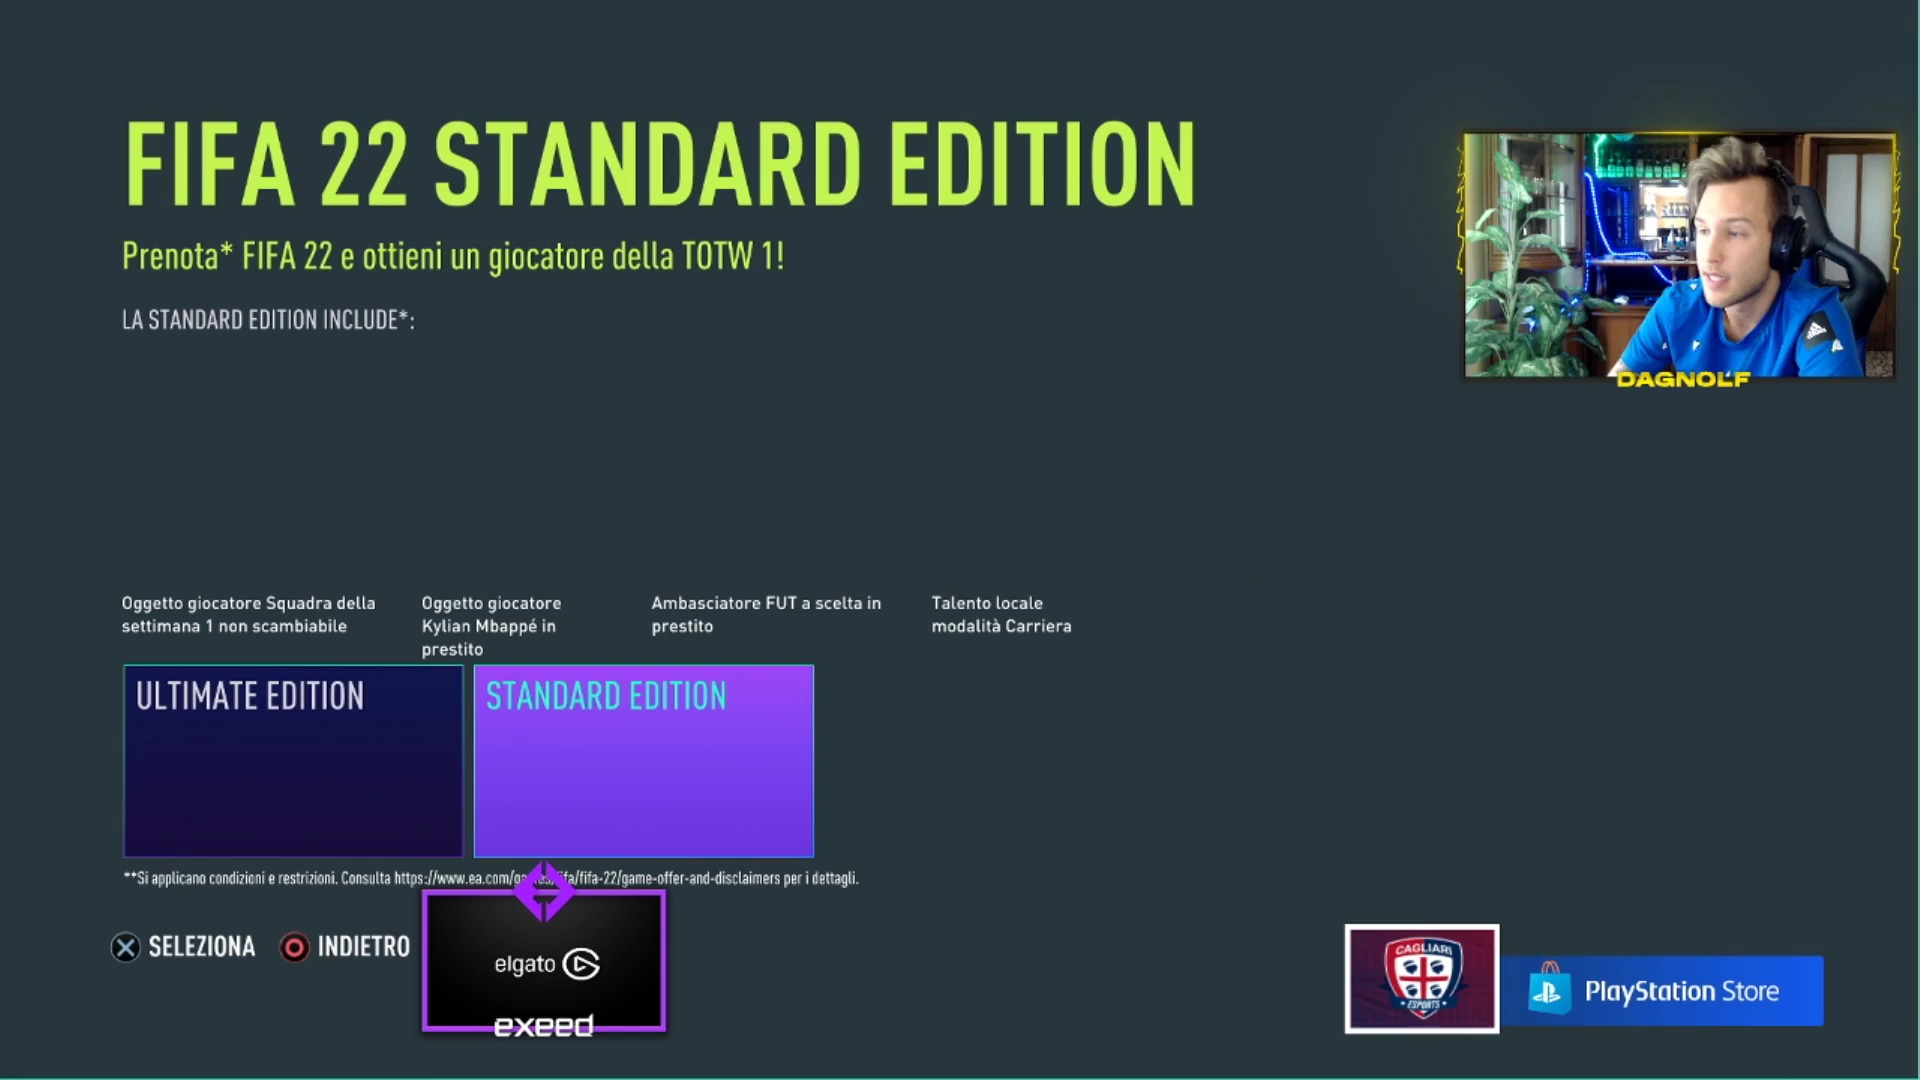 FIFA 22 STANDARD EDITION
Prenota* FIFA 22 e ottieni un giocatore della TOTW 1!
LA STANDARD EDITION INCLUDE*:
DAGNOLF
Oggetto giocatore Squadra della
settimana 1 non scambiabile
Oggetto giocatore
Kylian Mbappé in
prestito
Ambasciatore FUT a scelta in
prestito
Talento locale
modalità Carriera
ULTIMATE EDITION
STANDARD EDITION
**Si applicano condizioni e restrizioni. Consulta https://www.ea.com/games/fifa/fifa-22/game-offer-and-disclaimers per i dettagli.
SELEZIONA
INDIETRO
elgato
exeed
CAGLIARI
ESPORTS
PlayStation Store